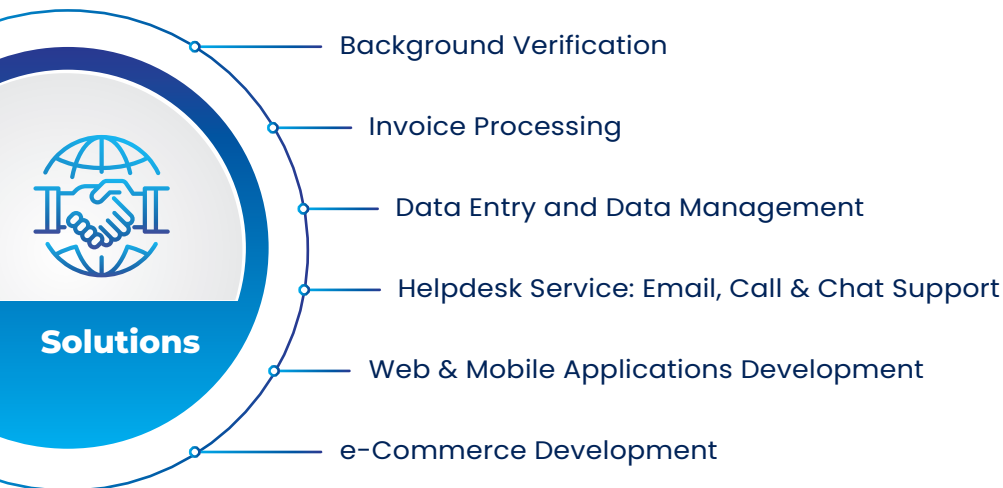 Background Verification
Invoice Processing
Data Entry and Data Management
Helpdesk Service: Email, Call & Chat Support
Solutions
Web & Mobile Applications Development
e-Commerce Development